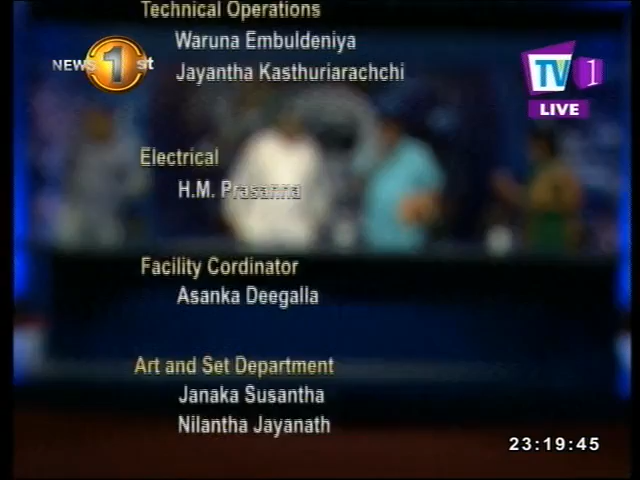 Technical Operations
Waruna Embuldeniya
Jayantha Kasthuriarachchi
NEWS 1st
TV 1
LIVE
Electrical
H.M. Prasanna
Facility Cordinator
Asanka Deegalla
Art and Set Department
Janaka Susantha
Nilantha Jayanath
23:19:45